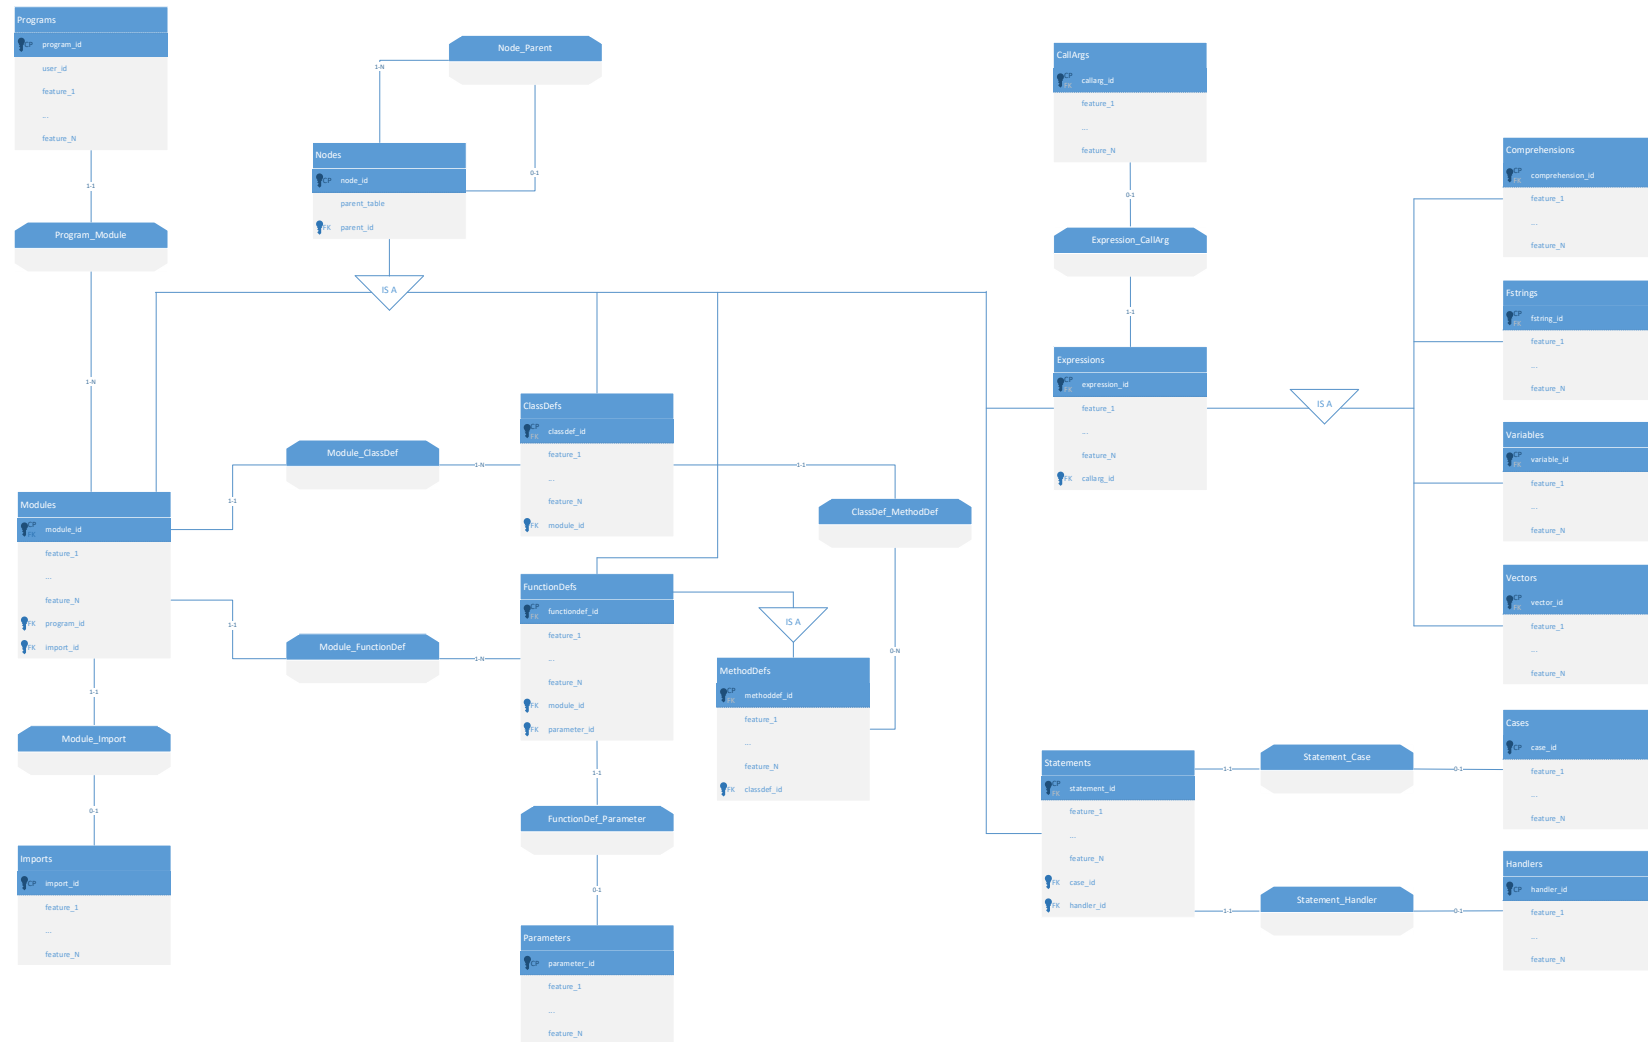 Programs
CP program_id
user_id
feature_1
...
feature_N
1-1
Program_Module
1-N
Node_Parent
1-N
0-1
Nodes
CP node_id
parent_table
FK parent_id
IS A
Modules
CP FK module_id
feature_1
...
feature_N
FK program_id
FK import_id
1-1
Module_ClassDef
1-N
1-1
Module_FunctionDef
1-N
1-1
Module_Import
0-1
Imports
CP import_id
feature_1
...
feature_N
ClassDefs
CP FK classdef_id
feature_1
...
feature_N
FK module_id
1-1
ClassDef_MethodDef
0-N
FunctionDefs
CP FK functiondef_id
feature_1
...
feature_N
FK module_id
FK parameter_id
IS A
MethodDefs
CP FK methoddef_id
feature_1
...
feature_N
FK classdef_id
1-1
FunctionDef_Parameter
0-1
Parameters
CP parameter_id
feature_1
...
feature_N
CallArgs
CP FK callarg_id
feature_1
...
feature_N
0-1
Expression_CallArg
1-1
Expressions
CP FK expression_id
feature_1
...
feature_N
FK callarg_id
IS A
Comprehensions
CP FK comprehension_id
feature_1
...
feature_N
Fstrings
CP FK fstring_id
feature_1
...
feature_N
Variables
CP FK variable_id
feature_1
...
feature_N
Vectors
CP FK vector_id
feature_1
...
feature_N
Statements
CP FK statement_id
feature_1
...
feature_N
FK case_id
FK handler_id
1-1
Statement_Case
0-1
1-1
Statement_Handler
0-1
Cases
CP case_id
feature_1
...
feature_N
Handlers
CP handler_id
feature_1
...
feature_N